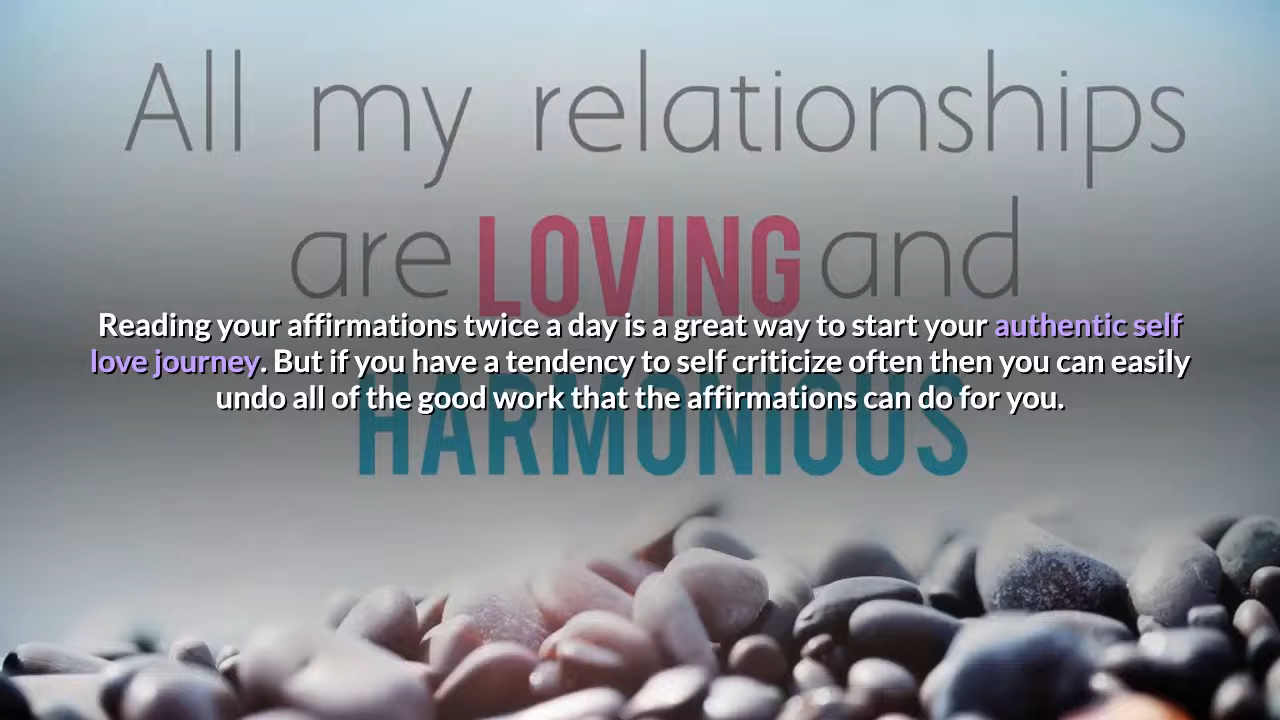 All my relationships
are LOVING and
Reading your affirmations twice a day is a great way to start your authentic self
love journey. But if you have a tendency to self criticize often then you can easily
undo all of the good work that the affirmations can do for you.
HARMONIOUS